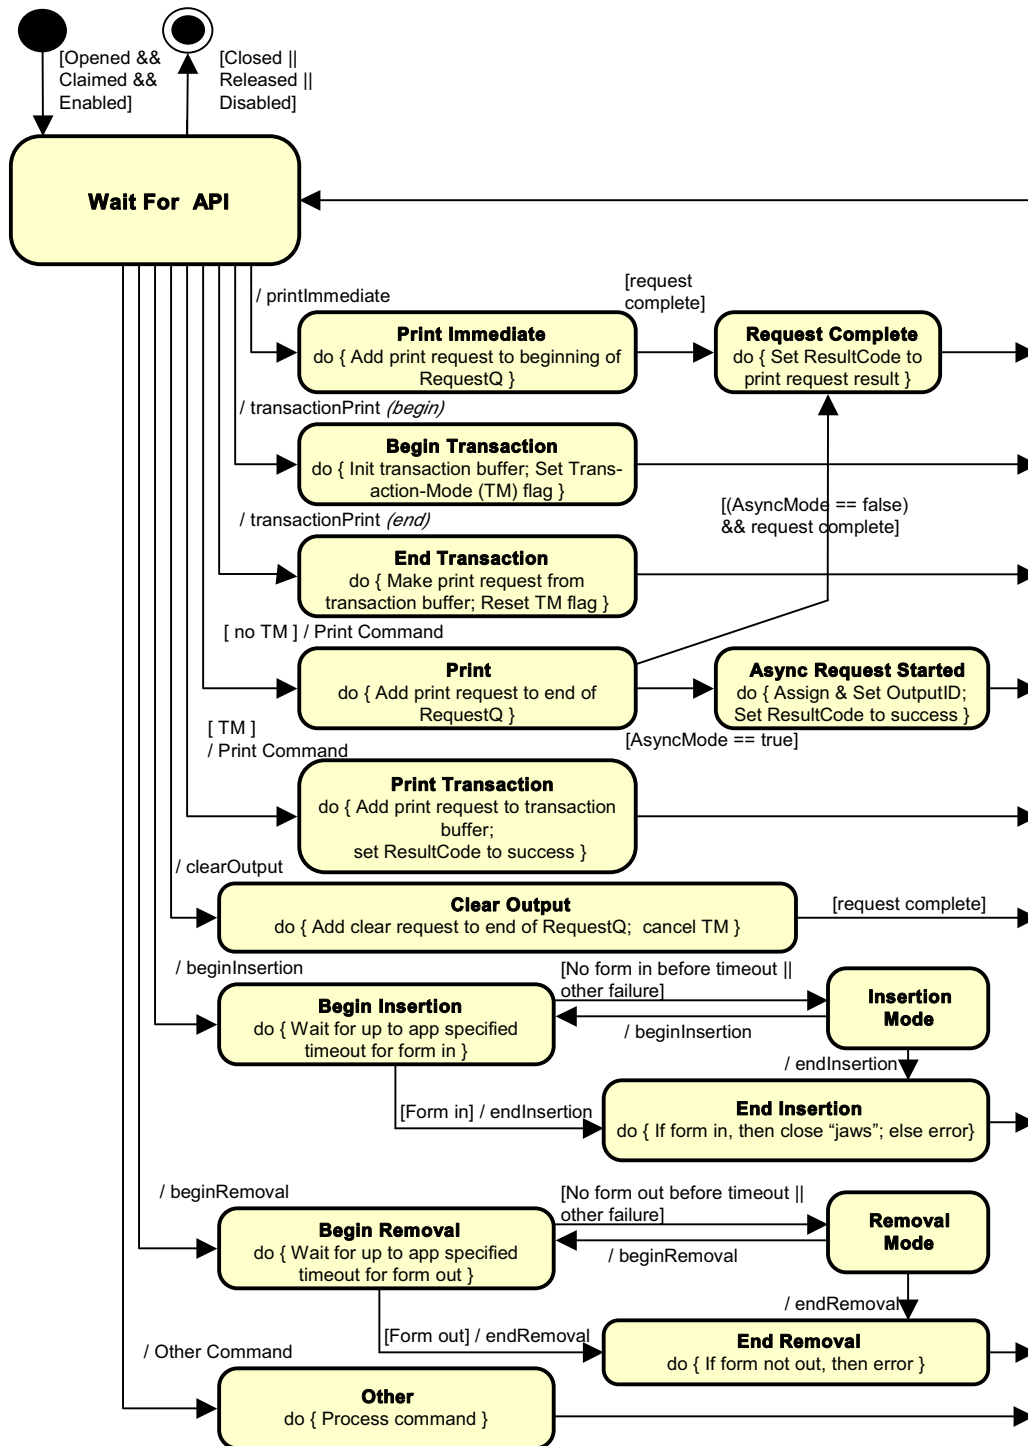 [Opened &&
Claimed &&
Enabled]
[Closed ||
Released ||
Disabled]
Wait For API
/ printImmediate
[request
complete]
Print Immediate
do { Add print request to beginning of
RequestQ }
Request Complete
do { Set ResultCode to
print request result }
/ transactionPrint (begin)
Begin Transaction
do { Init transaction buffer; Set Trans-
action-Mode (TM) flag }
[(AsyncMode == false)
&& request complete]
/ transactionPrint (end)
End Transaction
do { Make print request from
transaction buffer; Reset TM flag }
[ no TM ] / Print Command
Print
do { Add print request to end of
RequestQ }
Async Request Started
do { Assign & Set OutputID;
Set ResultCode to success }
[AsyncMode == true]
[ TM ]
/ Print Command
Print Transaction
do { Add print request to transaction
buffer;
set ResultCode to success }
/ clearOutput
Clear Output
do { Add clear request to end of RequestQ; cancel TM }
[request complete]
/ beginInsertion
Begin Insertion
do { Wait for up to app specified
timeout for form in }
[No form in before timeout ||
other failure]
/ beginInsertion
Insertion
Mode
/ endInsertion
[Form in] / endInsertion
End Insertion
do { If form in, then close “jaws”; else error}
/ beginRemoval
Begin Removal
do { Wait for up to app specified
timeout for form out }
[No form out before timeout ||
other failure]
/ beginRemoval
Removal
Mode
/ endRemoval
[Form out] / endRemoval
End Removal
do { If form not out, then error }
/ Other Command
Other
do { Process command }